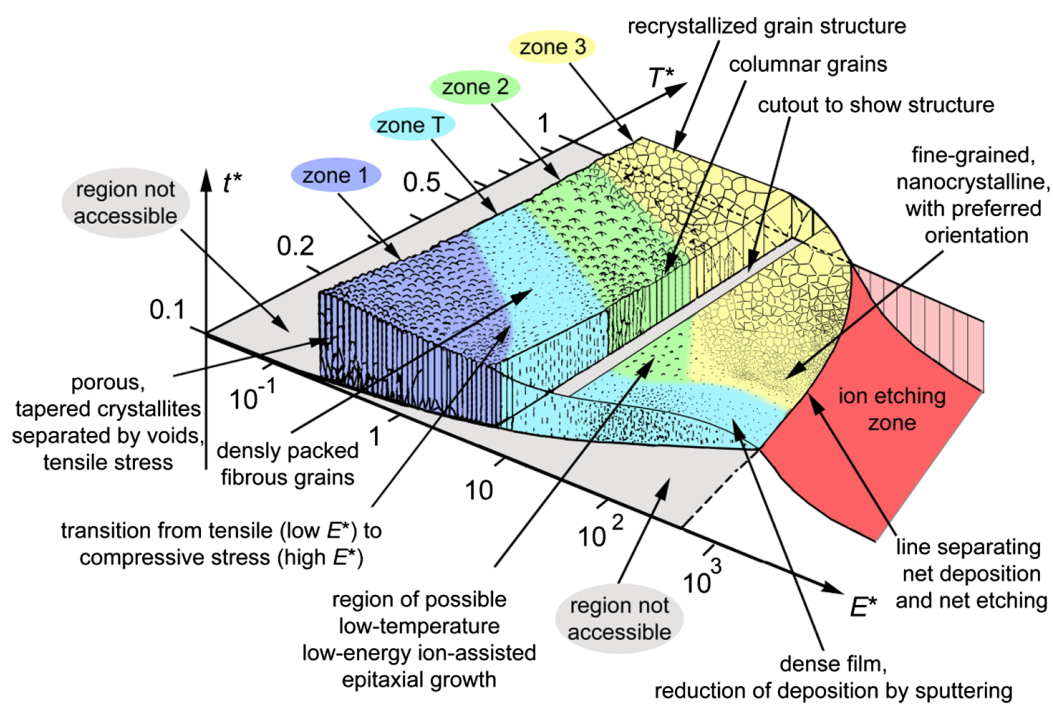 recrystallized grain structure
zone 3
T*
columnar grains
zone 2
cutout to show structure
zone T
1
fine-grained,
nanocrystalline,
with preferred
orientation
zone 1
0.5
region not
accessible
t*
0.2
0.1
10-1
1
10
102
103
E*
porous,
tapered crystallites
separated by voids,
tensile stress
densly packed
fibrous grains
transition from tensile (low E*) to
compressive stress (high E*)
region of possible
low-temperature
low-energy ion-assisted
epitaxial growth
region not
accessible
ion etching
zone
line separating
net deposition
and net etching
dense film,
reduction of deposition by sputtering